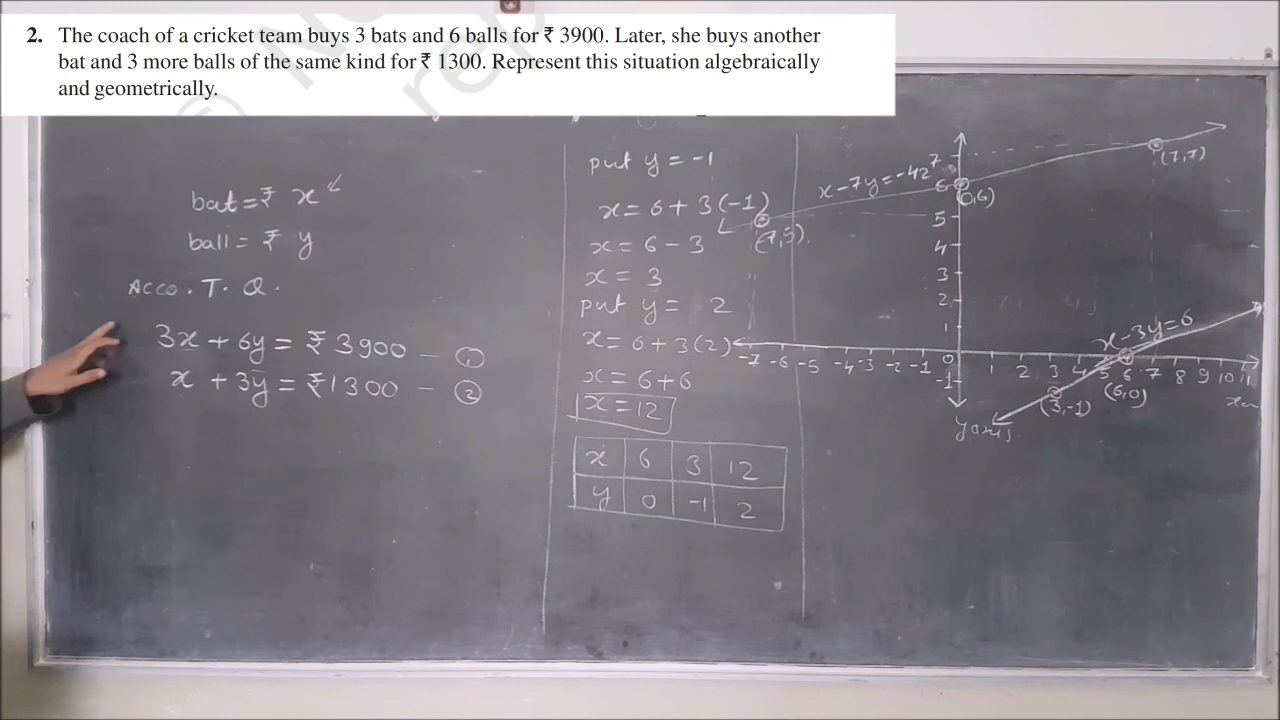 2. The coach of a cricket team buys 3 bats and 6 balls for ₹ 3900. Later, she buys another
bat and 3 more balls of the same kind for ₹ 1300. Represent this situation algebraically
and geometrically.
bat = ₹ x
ball = ₹ y
Acco. T. Q.
3x + 6y = ₹ 3900 — ①
x + 3y = ₹1300 — ②
put y = -1
x = 6 + 3(-1)
x = 6 - 3
x = 3
put y = 2
x = 6 + 3(2)
x = 6+6
x = 12
x 6 3 12
y 0 -1 2
x-7y=-42
(7,7)
(0,6)
(7,5)
7
6
5
4
3
2
1
-7 -6 -5 -4 -3 -2 -1 0 1 2 3 4 5 6 7 8 9 10 11
-1
x-3y=6
(6,0)
(3,-1)
y axis